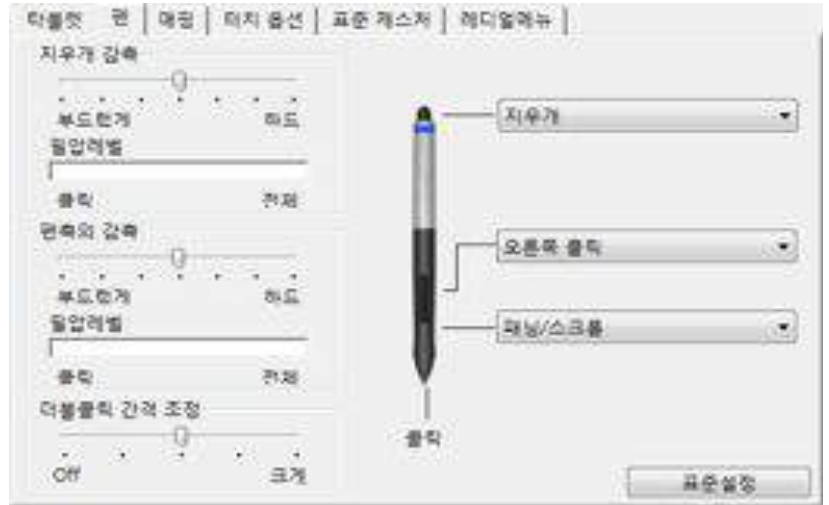 타블렛 펜 매핑 터치 옵션 표준 제스처 레디얼메뉴
지우개 감촉
부드럽게 하드
필압레벨
클릭 전체
펜촉의 감촉
부드럽게 하드
필압레벨
클릭 전체
더블클릭 간격 조정
Off 크게
지우개
오른쪽 클릭
패닝/스크롤
클릭
표준설정